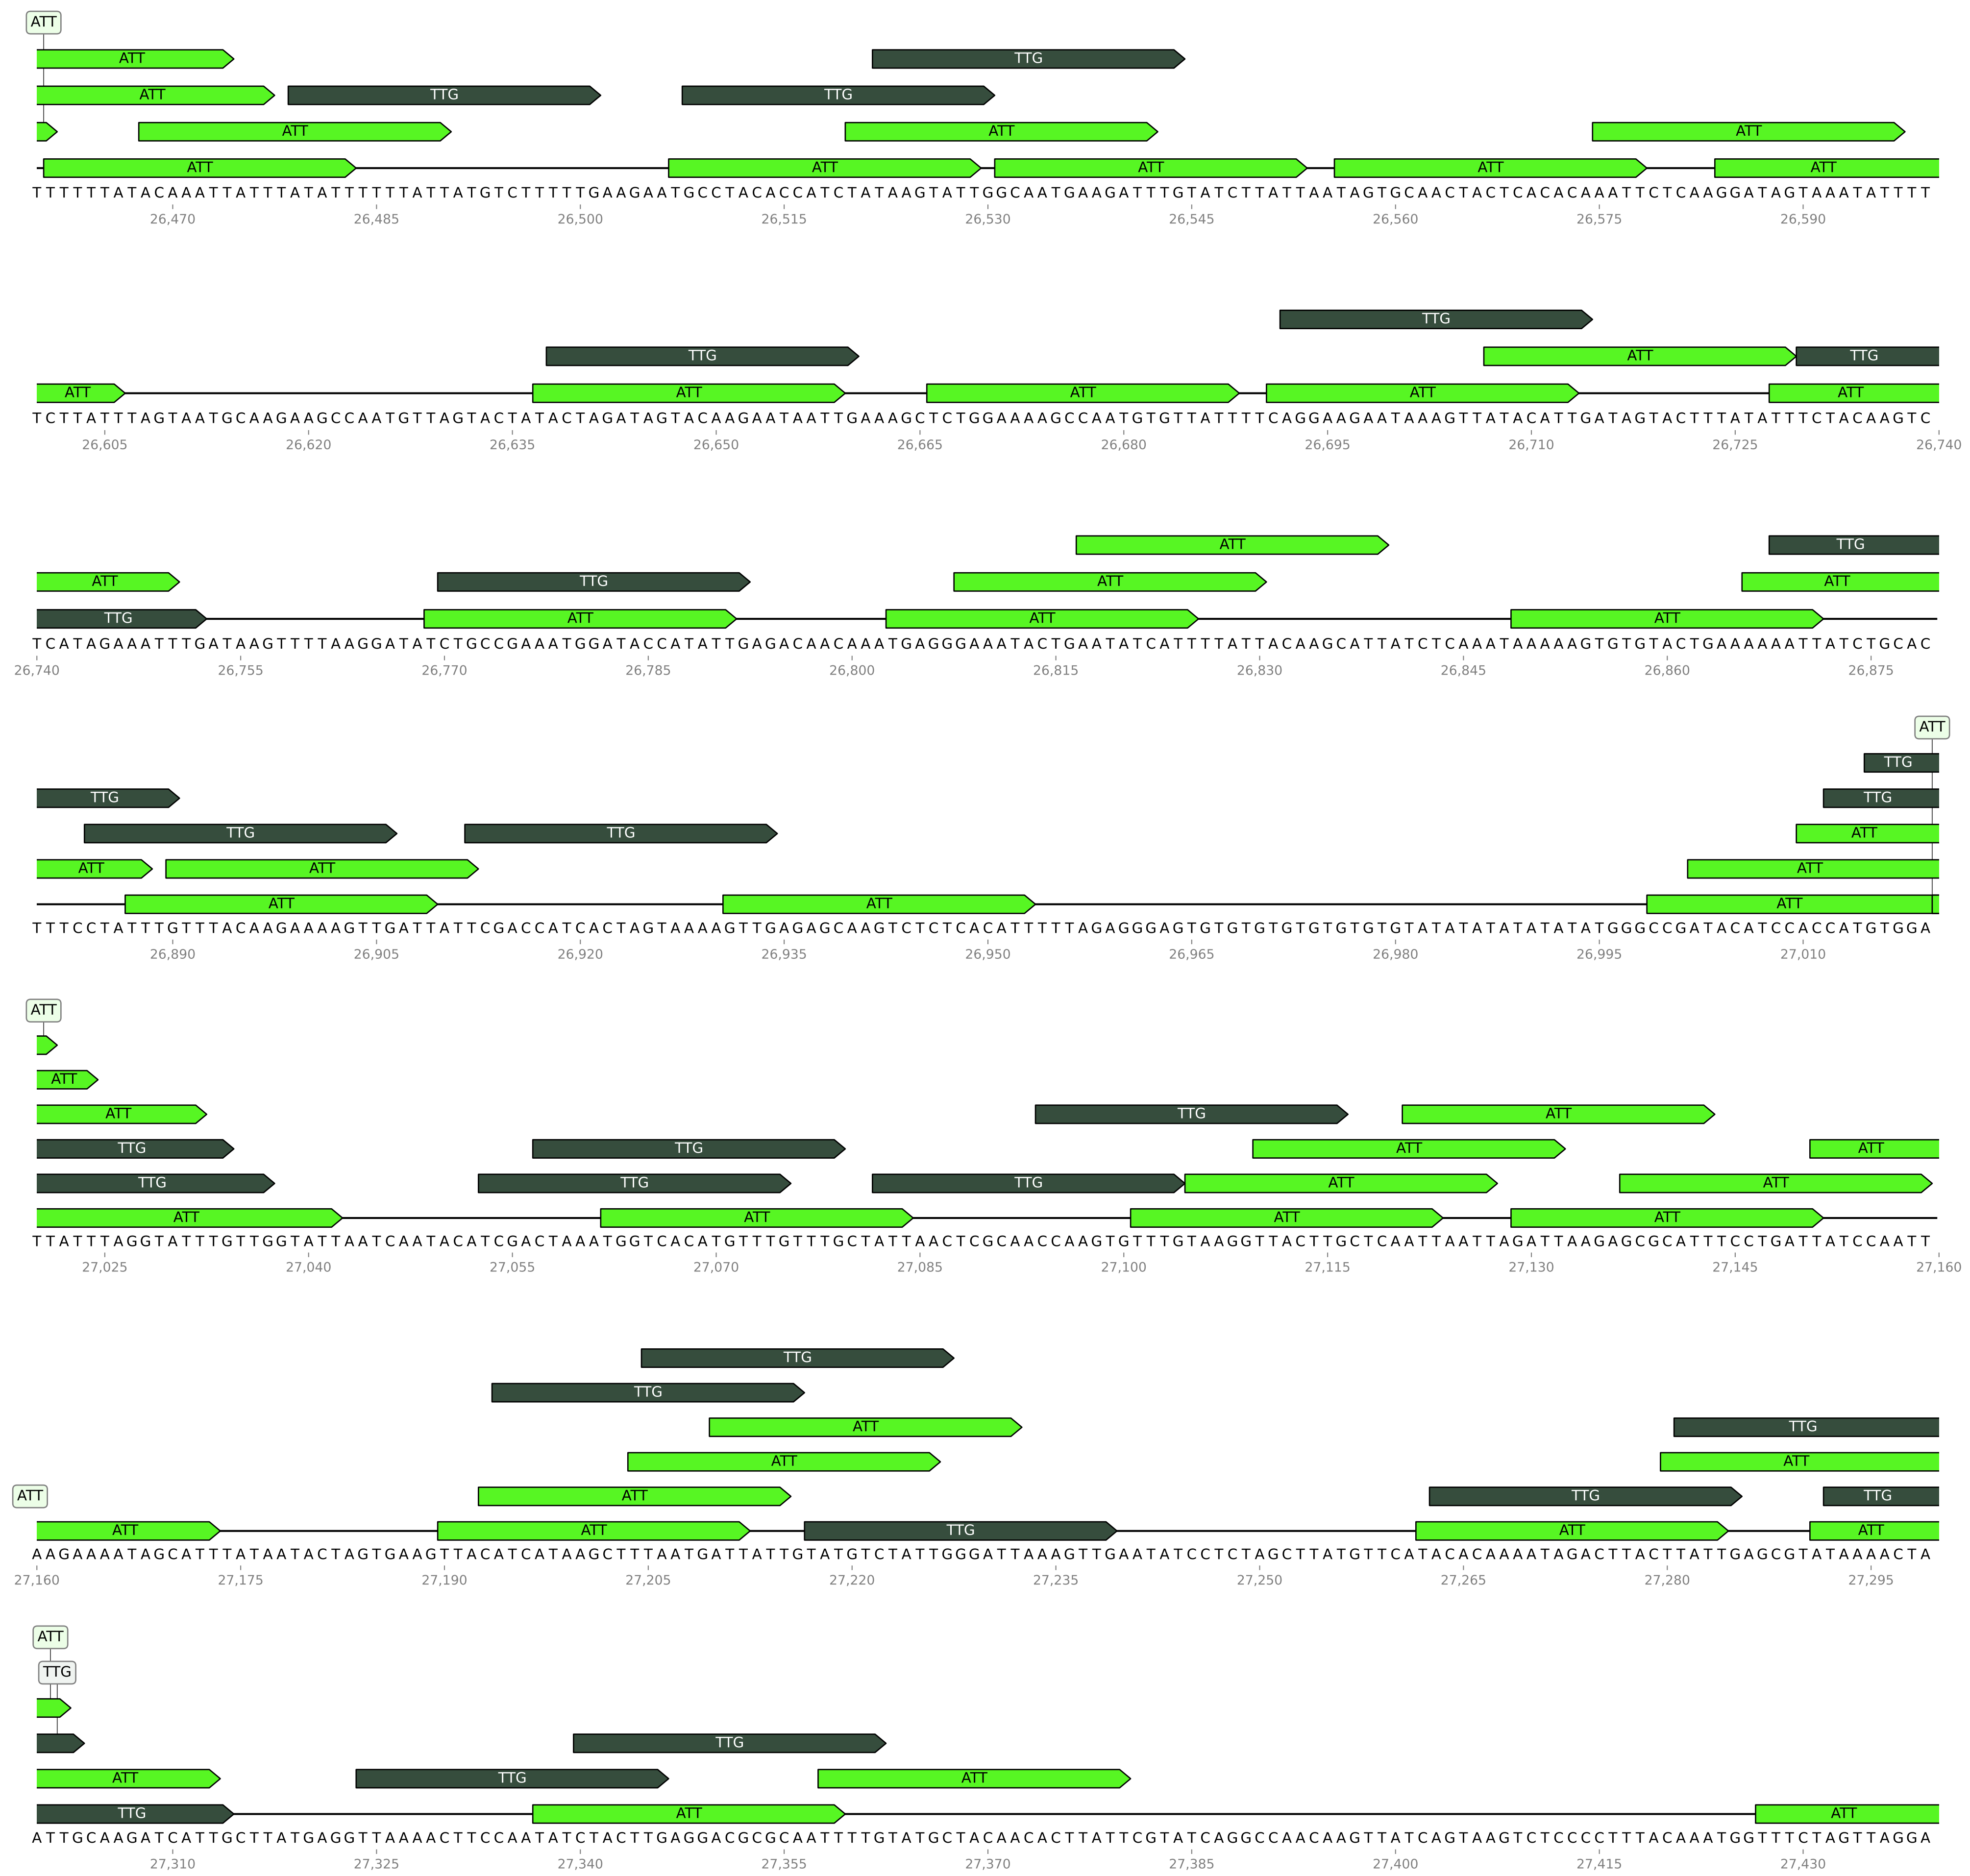 ATT
ATT TTG
ATT TTG TTG
ATT ATT ATT
ATT ATT ATT ATT ATT
TTTTTTATACAAATTATTTATATTTTTTATTATGTCTTTTTGAAGAATGCCTACACCATCTATAAGTATTGGCAATGAAGATTTGTATCTTATTAATAGTGCAACTACTCACACAAATTCTCAAGGATAGTAAATATTTT
26,470 26,485 26,500 26,515 26,530 26,545 26,560 26,575 26,590
TTG
TTG ATT TTG
ATT ATT ATT ATT ATT
TCTTATTTAGTAATGCAAGAAGCCAATGTTAGTACTATACTAGATAGTACAAGAATAATTGAAAGCTCTGGAAAAGCCAATGTGTTATTTTCAGGAAGAATAAAGTTATACATTGATAGTACTTTATATTTCTACAAGTC
26,605 26,620 26,635 26,650 26,665 26,680 26,695 26,710 26,725 26,740
ATT TTG
ATT TTG ATT ATT
TTG ATT ATT ATT
TCATAGAAATTTGATAAGTTTTAAGGATATCTGCCGAAATGGATACCATATTGAGACAACAAATGAGGGAAATACTGAATATCATTTTATTACAAGCATTATCTCAAATAAAAAGTGTGTACTGAAAAAATTATCTGCAC
26,740 26,755 26,770 26,785 26,800 26,815 26,830 26,845 26,860 26,875
ATT
TTG
TTG TTG
TTG TTG ATT
ATT ATT ATT
ATT ATT ATT
TTTCCTATTTGTTTACAAGAAAAGTTGATTATTCGACCATCACTAGTAAAAGTTGAGAGCAAGTCTCTCACATTTTTAGAGGGAGTGTGTGTGTGTGTGTGTATATATATATATATGGGCCGATACATCCACCATGTGGA
26,890 26,905 26,920 26,935 26,950 26,965 26,980 26,995 27,010
ATT
ATT
ATT TTG ATT
TTG TTG ATT ATT
TTG TTG TTG ATT ATT
ATT ATT ATT ATT
TTATTTAGGTATTTGTTGGTATTAATCAATACATCGACTAAATGGTCACATGTTTGTTTGCTATTAACTCGCAACCAAGTGTTTGTAAGGTTACTTGCTCAATTAATTAGATTAAGAGCGCATTTCCTGATTATCCAATT
27,025 27,040 27,055 27,070 27,085 27,100 27,115 27,130 27,145 27,160
TTG
TTG
ATT TTG
ATT ATT
ATT ATT TTG TTG
ATT ATT TTG ATT ATT
AAGAAAATAGCATTTATAATACTAGTGAAGTTACATCATAAGCTTTAATGATTATTGTATGTCTATTGGGATTAAAGTTGAATATCCTCTAGCTTATGTTCATACACAAAATAGACTTACTTATTGAGCGTATAAAACTA
27,160 27,175 27,190 27,205 27,220 27,235 27,250 27,265 27,280 27,295
ATT
TTG
TTG
ATT TTG ATT
TTG ATT ATT
ATTGCAAGATCATTGCTTATGAGGTTAAAACTTCCAATATCTACTTGAGGACGCGCAATTTTGTATGCTACAACACTTATTCGTATCAGGCCAACAAGTTATCAGTAAGTCTCCCCTTTACAAATGGTTTCTAGTTAGGA
27,310 27,325 27,340 27,355 27,370 27,385 27,400 27,415 27,430